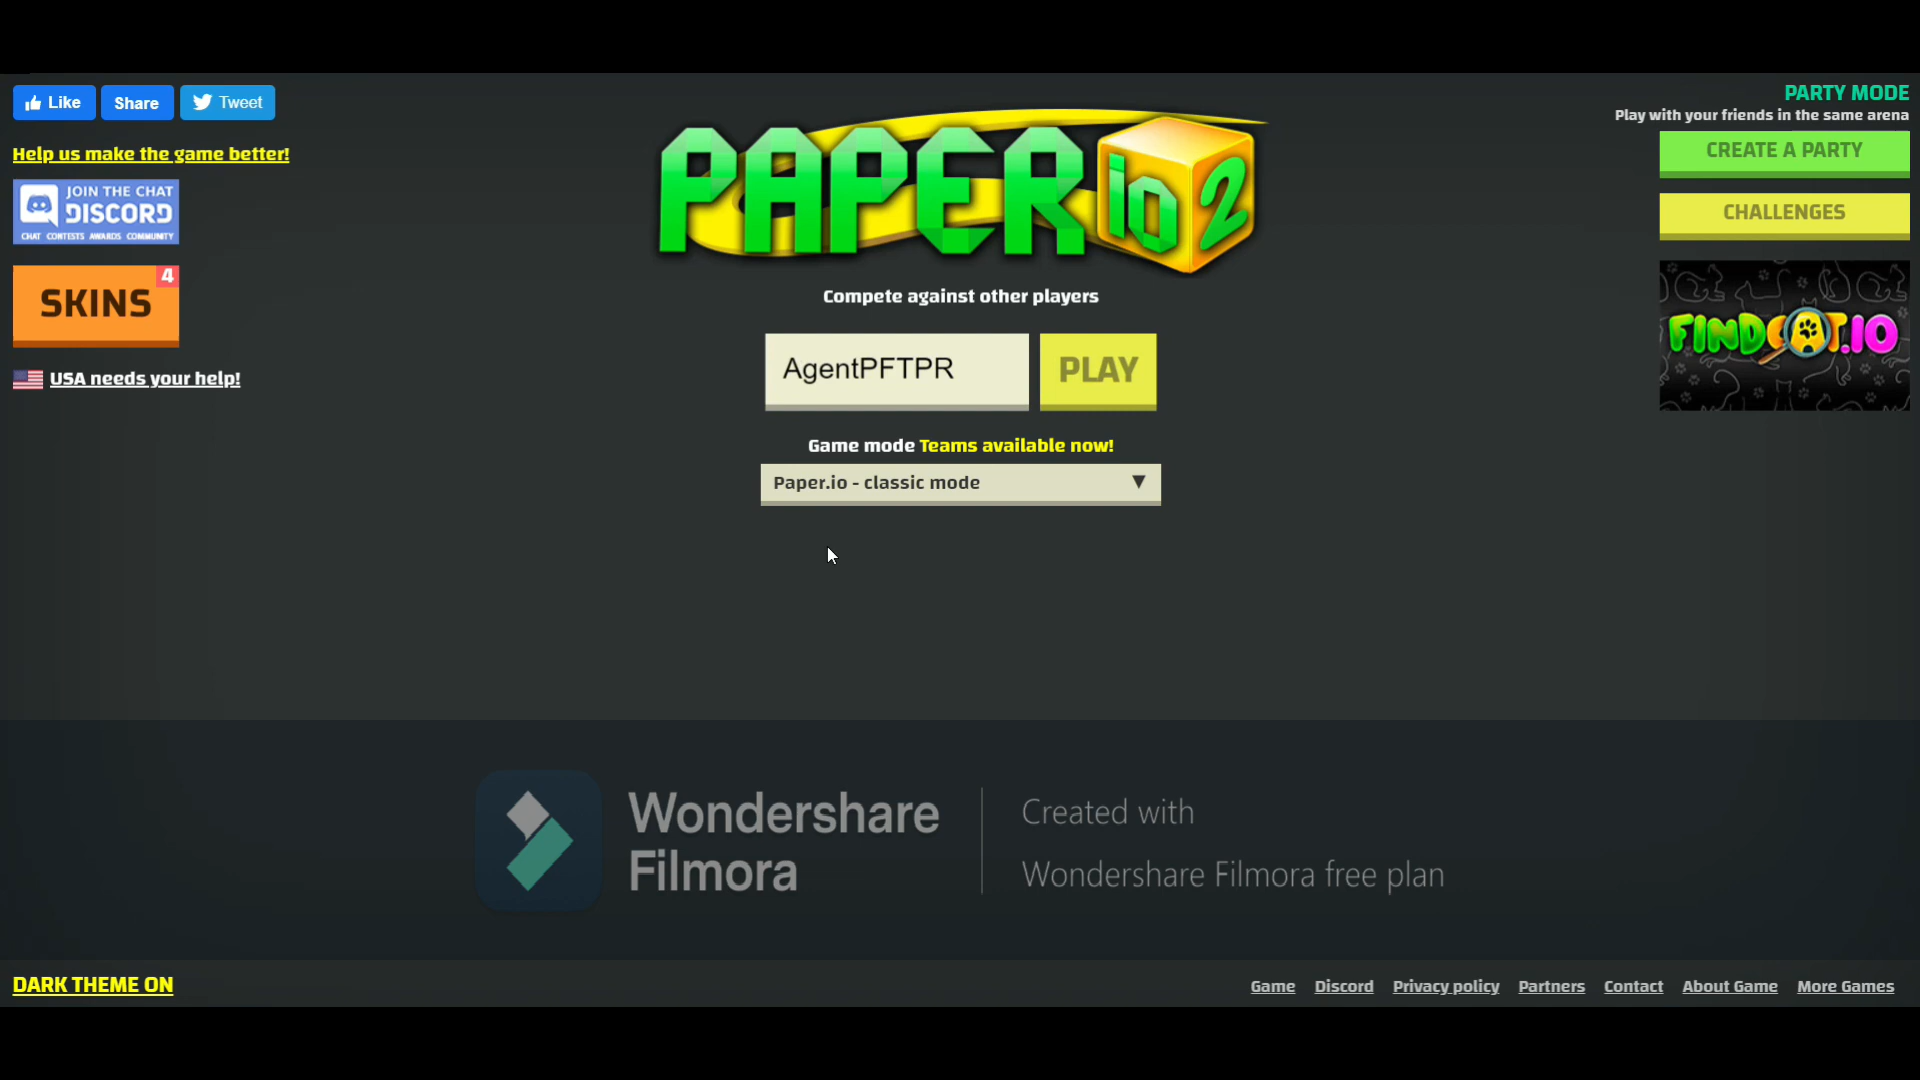 Like Share Tweet
Help us make the game better!
JOIN THE CHAT
DISCORD
CHAT CONTESTS AWARDS COMMUNITY
SKINS 4
USA needs your help!
PAPER io 2
Compete against other players
AgentPFTPR PLAY
Game mode Teams available now!
Paper.io - classic mode ▼
PARTY MODE
Play with your friends in the same arena
CREATE A PARTY
CHALLENGES
FINDCAT.IO
Wondershare
Filmora
Created with
Wondershare Filmora free plan
DARK THEME ON
Game Discord Privacy policy Partners Contact About Game More Games